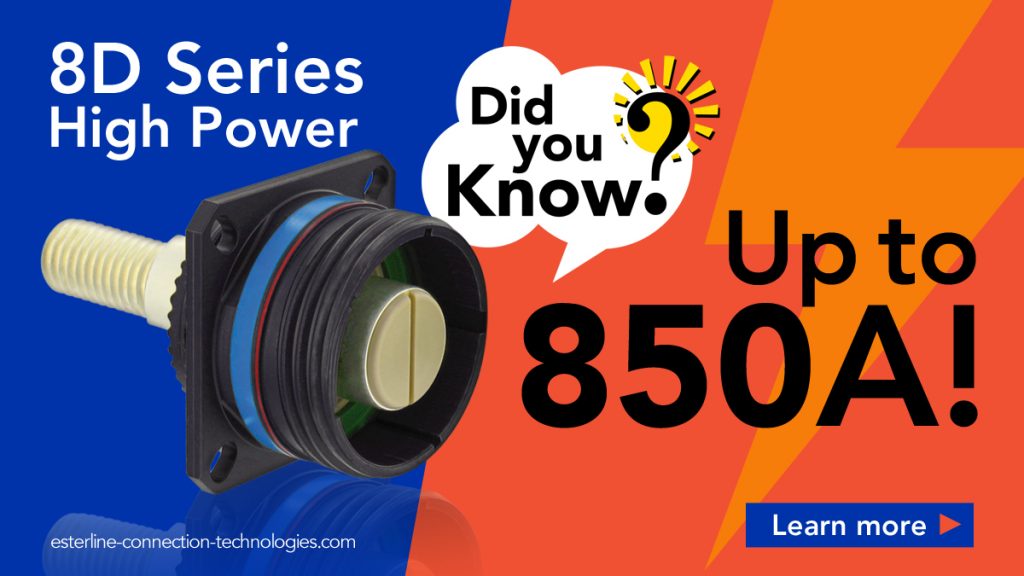 8D Series
High Power
Did
you
Know?
Up to
850A!
Learn more
esterline-connection-technologies.com